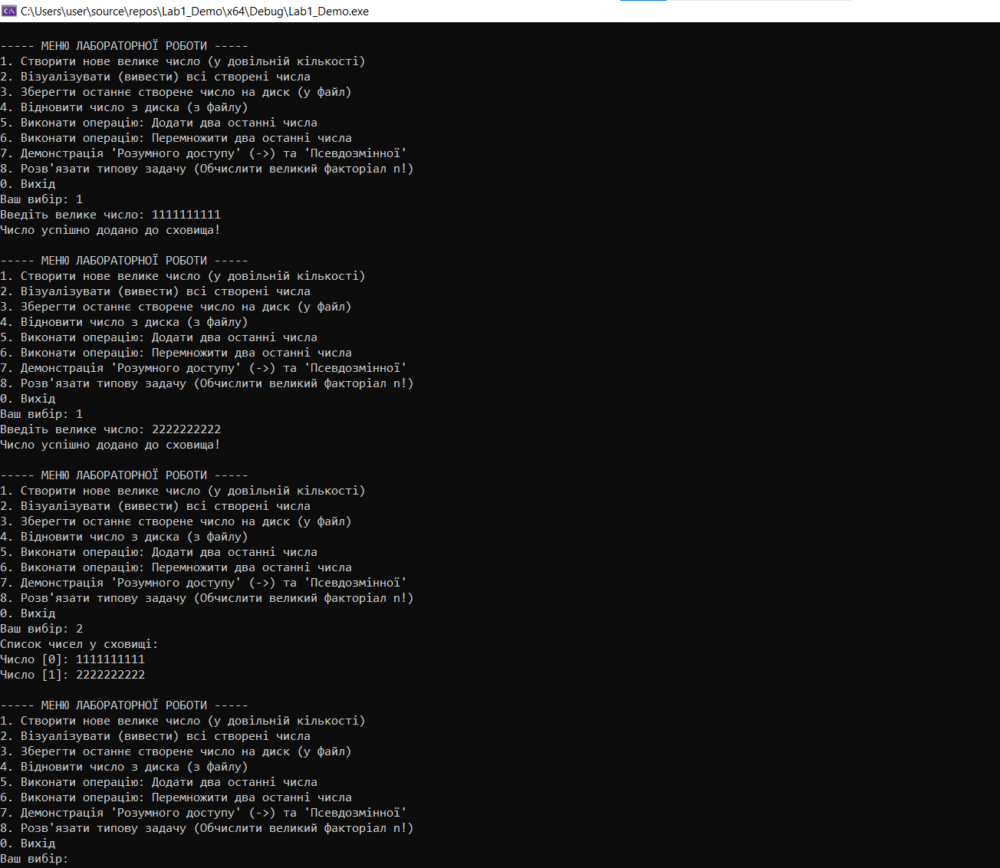 C:\Users\user\source\repos\Lab1_Demo\x64\Debug\Lab1_Demo.exe
----- МЕНЮ ЛАБОРАТОРНОЇ РОБОТИ -----
1. Створити нове велике число (у довільній кількості)
2. Візуалізувати (вивести) всі створені числа
3. Зберегти останнє створене число на диск (у файл)
4. Відновити число з диска (з файлу)
5. Виконати операцію: Додати два останні числа
6. Виконати операцію: Перемножити два останні числа
7. Демонстрація 'Розумного доступу' (->) та 'Псевдозмінної'
8. Розв'язати типову задачу (Обчислити великий факторіал n!)
0. Вихід
Ваш вибір: 1
Введіть велике число: 1111111111
Число успішно додано до сховища!
----- МЕНЮ ЛАБОРАТОРНОЇ РОБОТИ -----
1. Створити нове велике число (у довільній кількості)
2. Візуалізувати (вивести) всі створені числа
3. Зберегти останнє створене число на диск (у файл)
4. Відновити число з диска (з файлу)
5. Виконати операцію: Додати два останні числа
6. Виконати операцію: Перемножити два останні числа
7. Демонстрація 'Розумного доступу' (->) та 'Псевдозмінної'
8. Розв'язати типову задачу (Обчислити великий факторіал n!)
0. Вихід
Ваш вибір: 1
Введіть велике число: 2222222222
Число успішно додано до сховища!
----- МЕНЮ ЛАБОРАТОРНОЇ РОБОТИ -----
1. Створити нове велике число (у довільній кількості)
2. Візуалізувати (вивести) всі створені числа
3. Зберегти останнє створене число на диск (у файл)
4. Відновити число з диска (з файлу)
5. Виконати операцію: Додати два останні числа
6. Виконати операцію: Перемножити два останні числа
7. Демонстрація 'Розумного доступу' (->) та 'Псевдозмінної'
8. Розв'язати типову задачу (Обчислити великий факторіал n!)
0. Вихід
Ваш вибір: 2
Список чисел у сховищі:
Число [0]: 1111111111
Число [1]: 2222222222
----- МЕНЮ ЛАБОРАТОРНОЇ РОБОТИ -----
1. Створити нове велике число (у довільній кількості)
2. Візуалізувати (вивести) всі створені числа
3. Зберегти останнє створене число на диск (у файл)
4. Відновити число з диска (з файлу)
5. Виконати операцію: Додати два останні числа
6. Виконати операцію: Перемножити два останні числа
7. Демонстрація 'Розумного доступу' (->) та 'Псевдозмінної'
8. Розв'язати типову задачу (Обчислити великий факторіал n!)
0. Вихід
Ваш вибір: